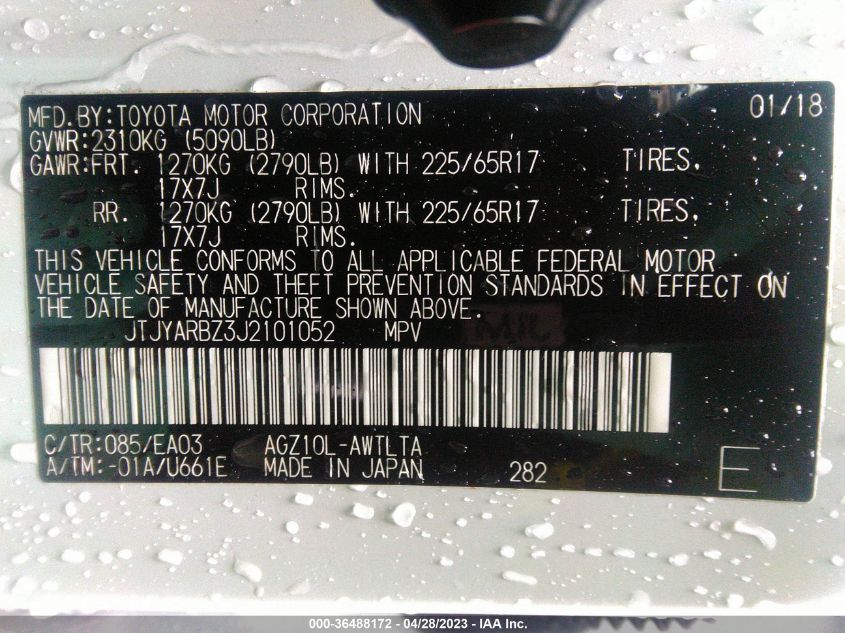 MFD.BY:TOYOTA MOTOR CORPORATION 01/18
GVWR:2310KG (5090LB)
GAWR:FRT. 1270KG (2790LB) WITH 225/65R17 TIRES.
17X7J RIMS.
RR. 1270KG (2790LB) WITH 225/65R17 TIRES,
17X7J RIMS.
THIS VEHICLE CONFORMS TO ALL APPLICABLE FEDERAL MOTOR
VEHICLE SAFETY AND THEFT PREVENTION STANDARDS IN EFFECT ON
THE DATE OF MANUFACTURE SHOWN ABOVE.
JTJYARBZ3J2101052 MPV
C/TR:085/EA03 AGZ10L-AWTLTA
A/TM:-01A/U661E MADE IN JAPAN 282 E
000-36488172 - 04/28/2023 - IAA Inc.